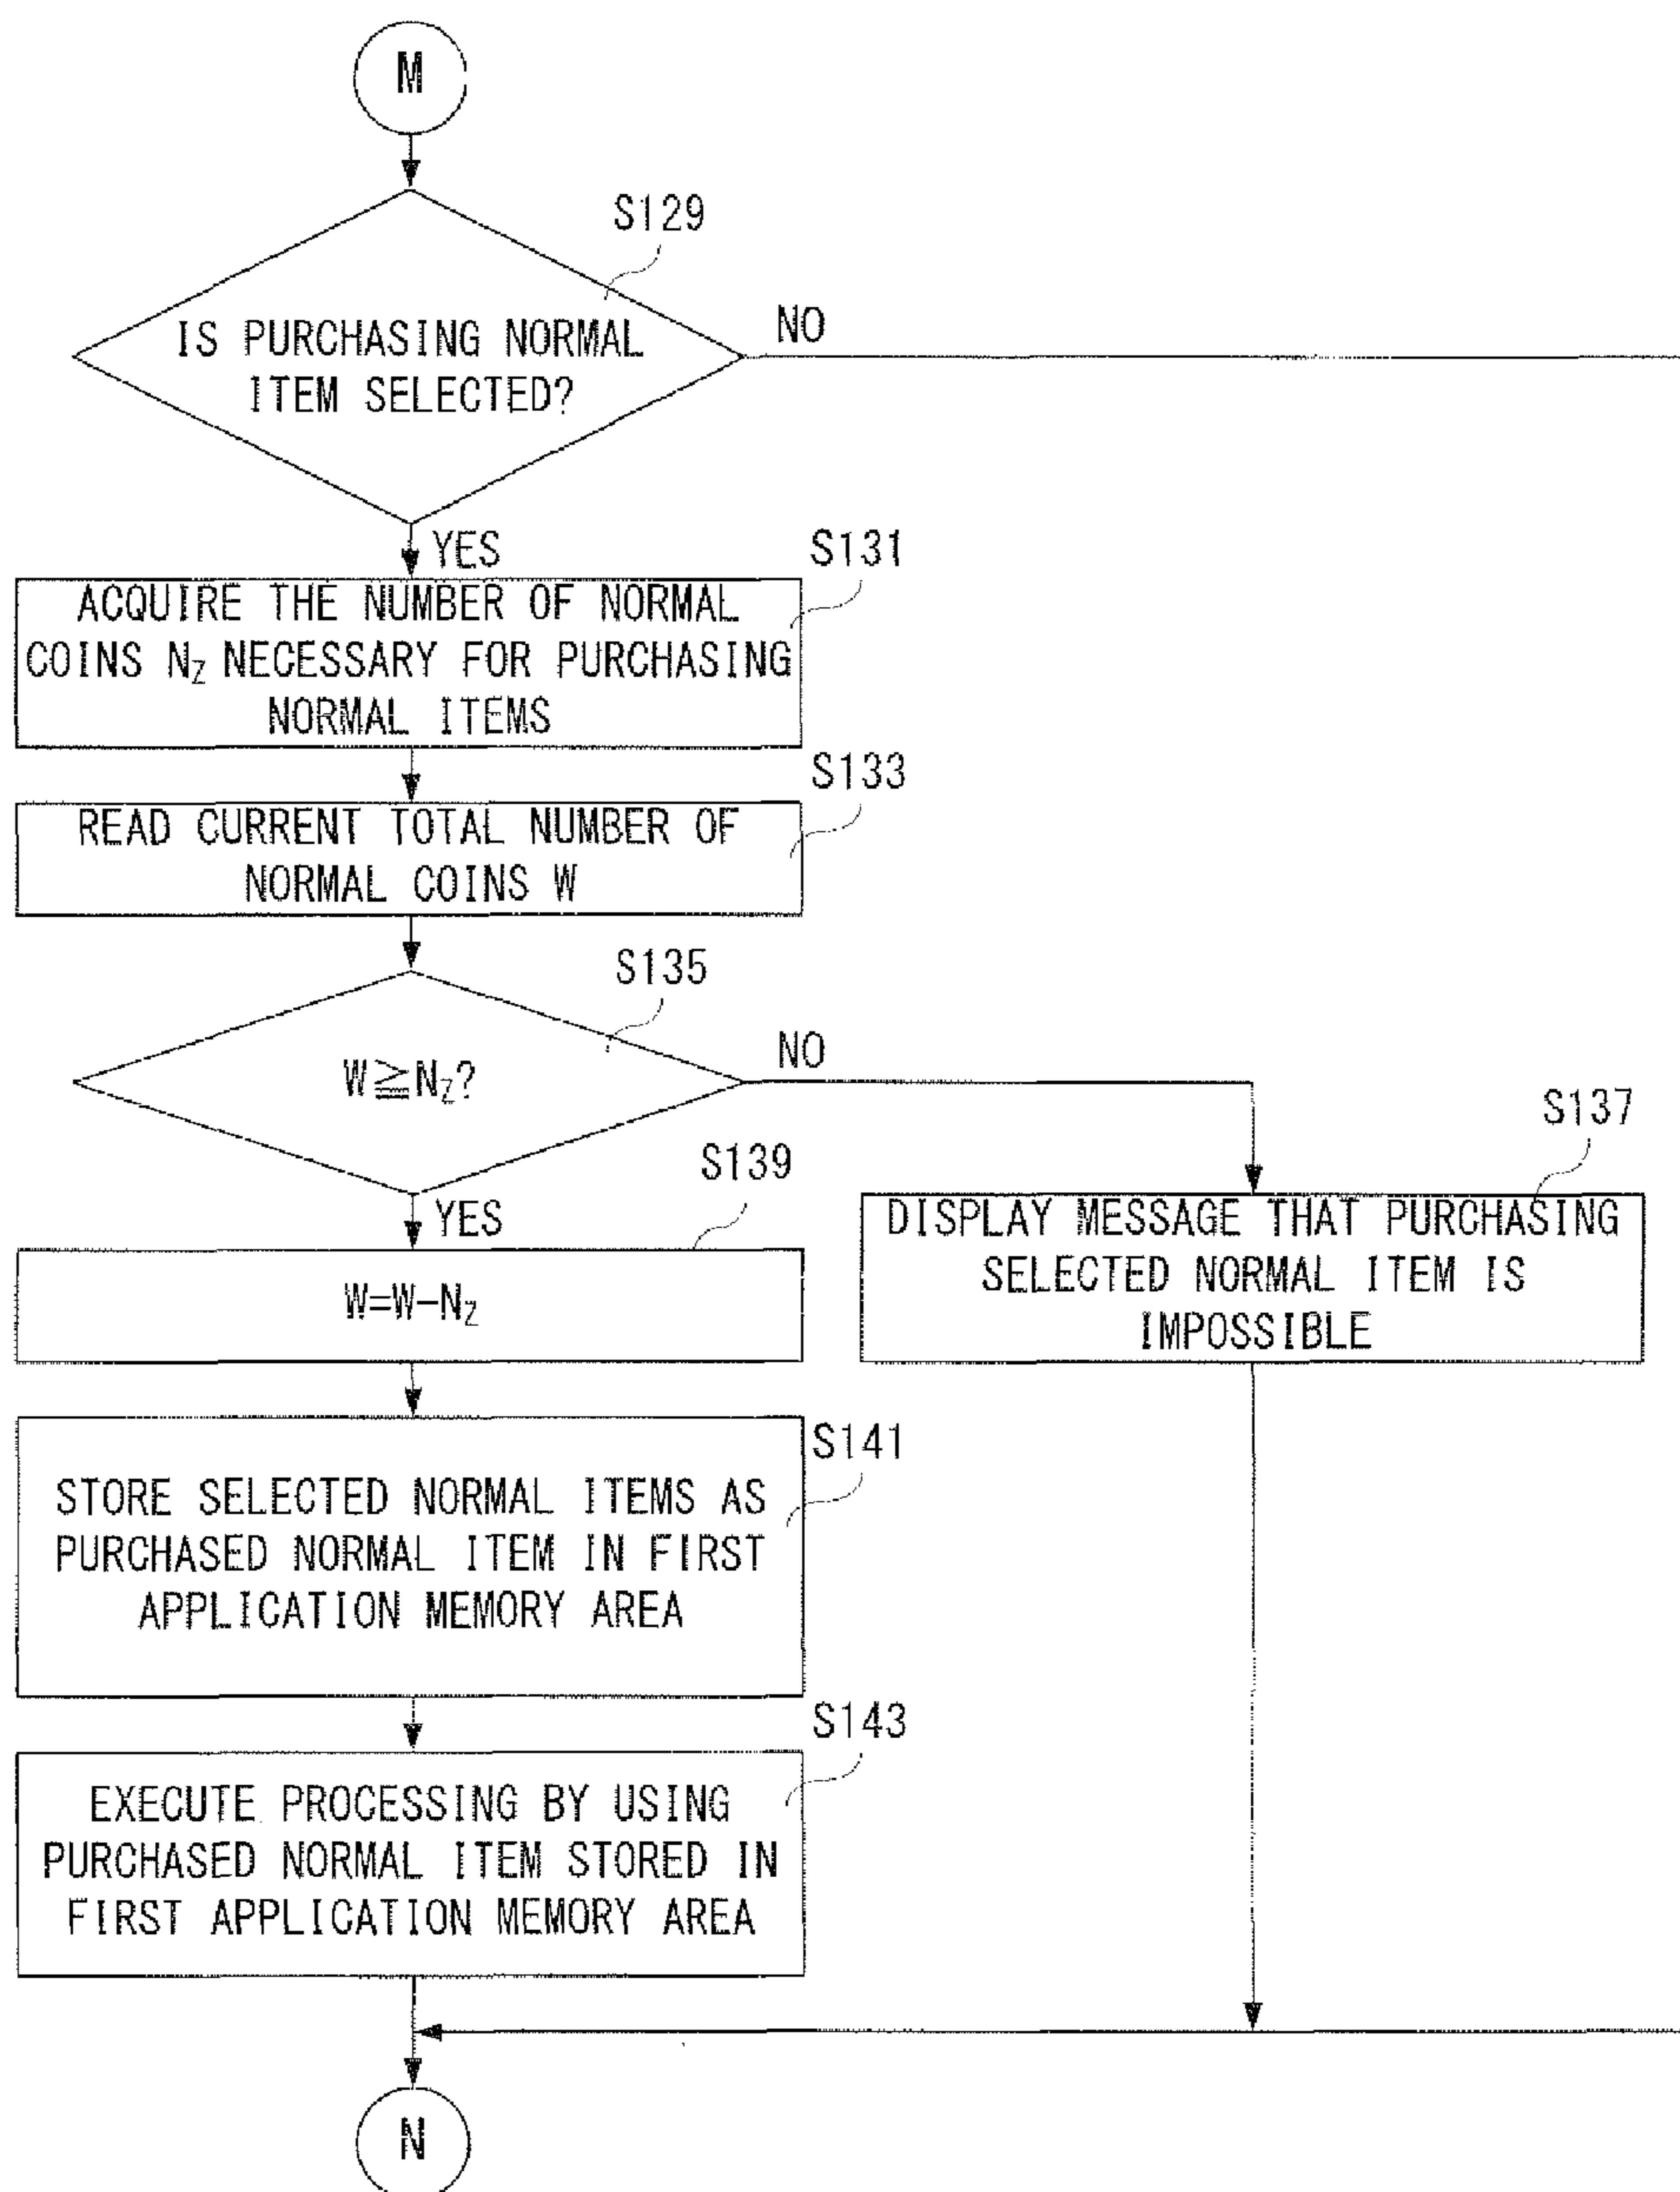 M
S129
IS PURCHASING NORMAL
ITEM SELECTED?
NO
YES
S131
ACQUIRE THE NUMBER OF NORMAL
COINS NZ NECESSARY FOR PURCHASING
NORMAL ITEMS
S133
READ CURRENT TOTAL NUMBER OF
NORMAL COINS W
S135
W≧NZ?
NO
YES
S137
DISPLAY MESSAGE THAT PURCHASING
SELECTED NORMAL ITEM IS
IMPOSSIBLE
S139
W=W-NZ
S141
STORE SELECTED NORMAL ITEMS AS
PURCHASED NORMAL ITEM IN FIRST
APPLICATION MEMORY AREA
S143
EXECUTE PROCESSING BY USING
PURCHASED NORMAL ITEM STORED IN
FIRST APPLICATION MEMORY AREA
N